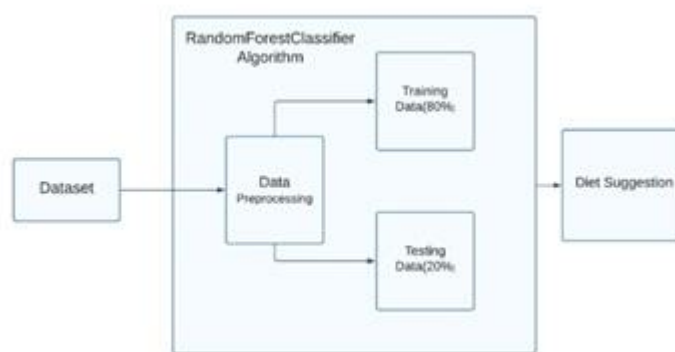 RandomForestClassifier
Algorithm
Training
Data(80%)
Dataset
Data
Preprocessing
Diet Suggestion
Testing
Data(20%)